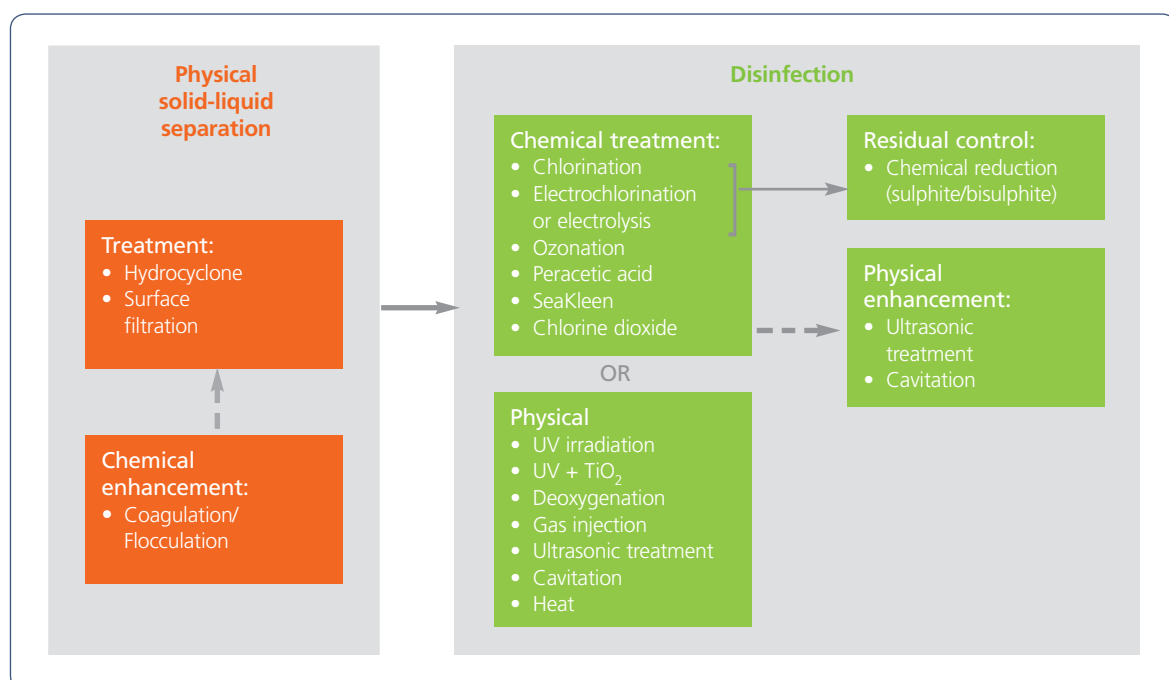 Physical
solid-liquid
separation
Treatment:
• Hydrocyclone
• Surface
filtration
Chemical
enhancement:
• Coagulation/
Flocculation
Disinfection
Chemical treatment:
• Chlorination
• Electrochlorination
or electrolysis
• Ozonation
• Peracetic acid
• SeaKleen
• Chlorine dioxide
OR
Physical
• UV irradiation
• UV + TiO₂
• Deoxygenation
• Gas injection
• Ultrasonic treatment
• Cavitation
• Heat
Residual control:
• Chemical reduction
(sulphite/bisulphite)
Physical
enhancement:
• Ultrasonic
treatment
• Cavitation